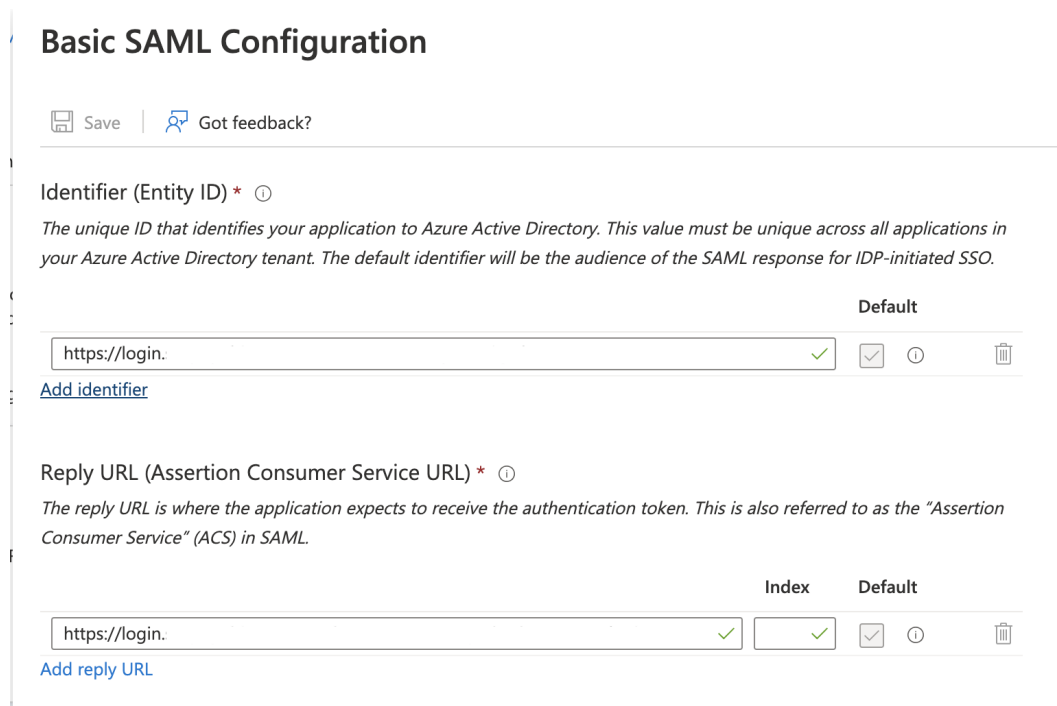 Basic SAML Configuration
Save
Got feedback?
Identifier (Entity ID) *
The unique ID that identifies your application to Azure Active Directory. This value must be unique across all applications in
your Azure Active Directory tenant. The default identifier will be the audience of the SAML response for IDP-initiated SSO.
Default
https://login.
Add identifier
Reply URL (Assertion Consumer Service URL) *
The reply URL is where the application expects to receive the authentication token. This is also referred to as the “Assertion
Consumer Service” (ACS) in SAML.
Index Default
https://login.
Add reply URL